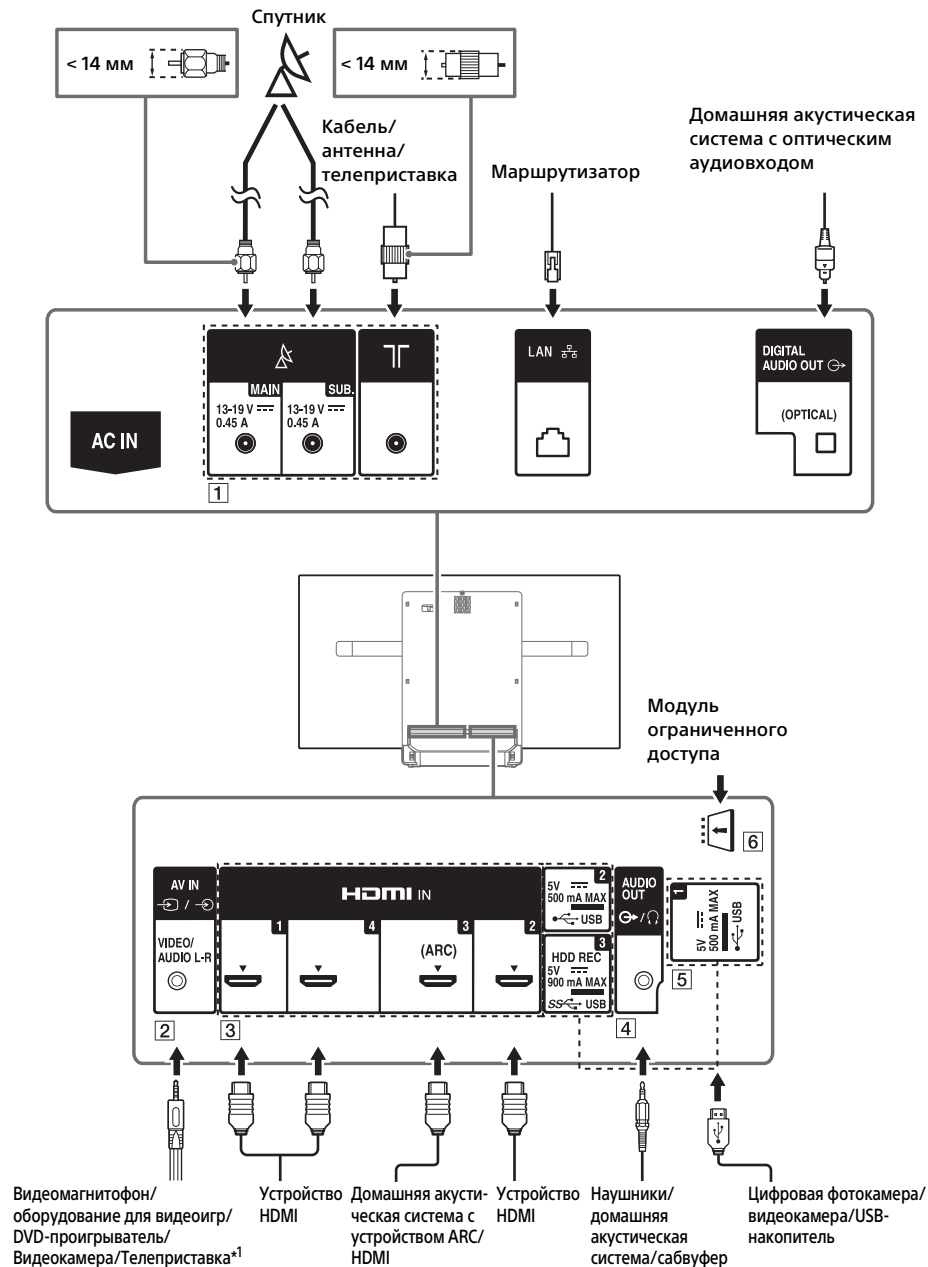 Спутник
< 14 мм
< 14 мм
Кабель/
антенна/
телеприставка
Маршрутизатор
Домашняя акустическая
система с оптическим
аудиовходом
AC IN
MAIN
13-19 V
0.45 A
SUB.
13-19 V
0.45 A
1
LAN
DIGITAL
AUDIO OUT
(OPTICAL)
Модуль
ограниченного
доступа
6
AV IN
/
VIDEO/
AUDIO L-R
2
HDMI IN
1
4
(ARC)
3
2
3
2
5V
500 mA MAX
USB
3
HDD REC
5V
900 mA MAX
SS USB
AUDIO
OUT
/
4
1
5V
500 mA MAX
USB
5
Видеомагнитофон/
оборудование для видеоигр/
DVD-проигрыватель/
Видеокамера/Телеприставка*1
Устройство
HDMI
Домашняя акусти-
ческая система с
устройством ARC/
HDMI
Устройство
HDMI
Наушники/
домашняя
акустическая
система/сабвуфер
Цифровая фотокамера/
видеокамера/USB-
накопитель